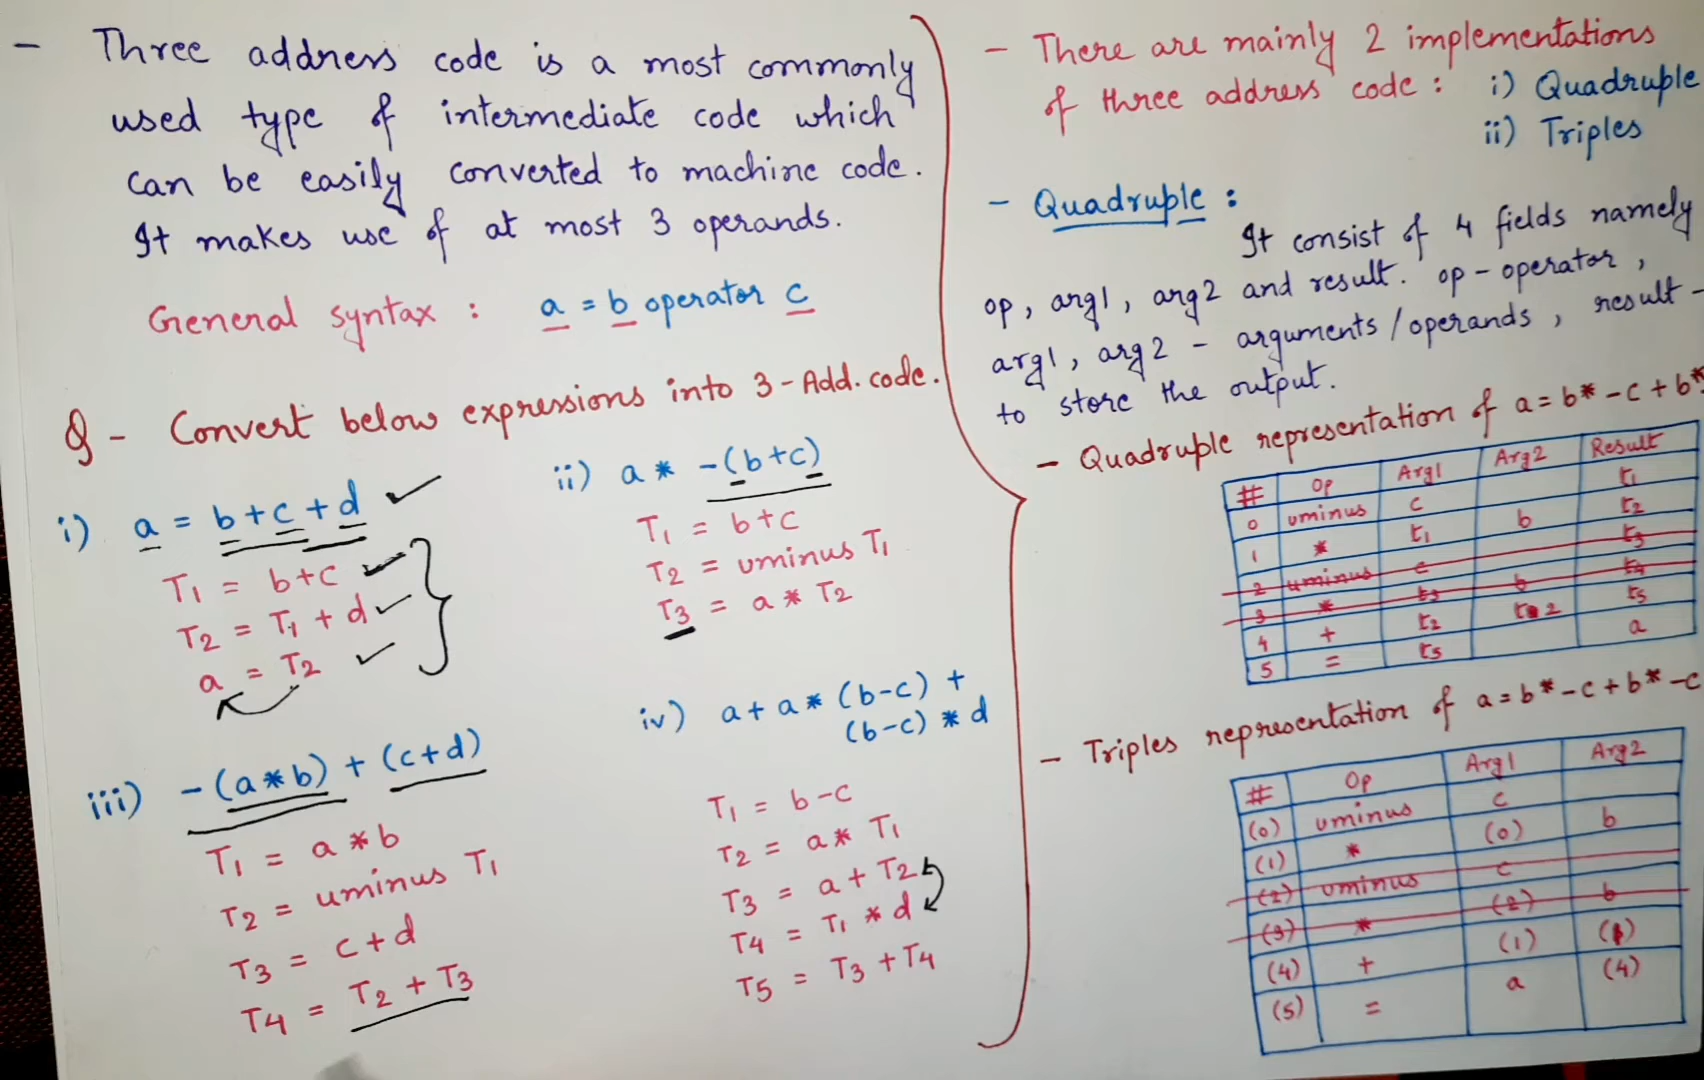 - Three address code is a most commonly
used type of intermediate code which
can be easily converted to machine code.
It makes use of at most 3 operands.
General syntax : a = b operator c
Q - Convert below expressions into 3-Add. code.
i) a = b+c+d
T1 = b+c
T2 = T1 + d
a = T2
ii) a * -(b+c)
T1 = b+c
T2 = uminus T1
T3 = a * T2
iii) -(a*b) + (c+d)
T1 = a*b
T2 = uminus T1
T3 = c+d
T4 = T2 + T3
iv) a + a * (b-c) +
(b-c) * d
T1 = b-c
T2 = a* T1
T3 = a + T2
T4 = T1 * d
T5 = T3 + T4
- There are mainly 2 implementations
of three address code : i) Quadruple
ii) Triples
- Quadruple :
It consist of 4 fields namely
op, arg1, arg2 and result. op - operator,
arg1, arg2 - arguments/operands, result -
to store the output.
- Quadruple representation of a = b* -c + b*
# Op Arg1 Arg2 Result
0 uminus c t1
1 * t1 b t2
2 uminus c t3
3 * t3 b t4
4 + t2 t2 t5
5 = t5 a
- Triples representation of a=b*-c+b*-c
# Op Arg1 Arg2
(0) uminus c
(1) * (0) b
(2) uminus c
(3) * (2) b
(4) + (1) (1)
(5) = a (4)